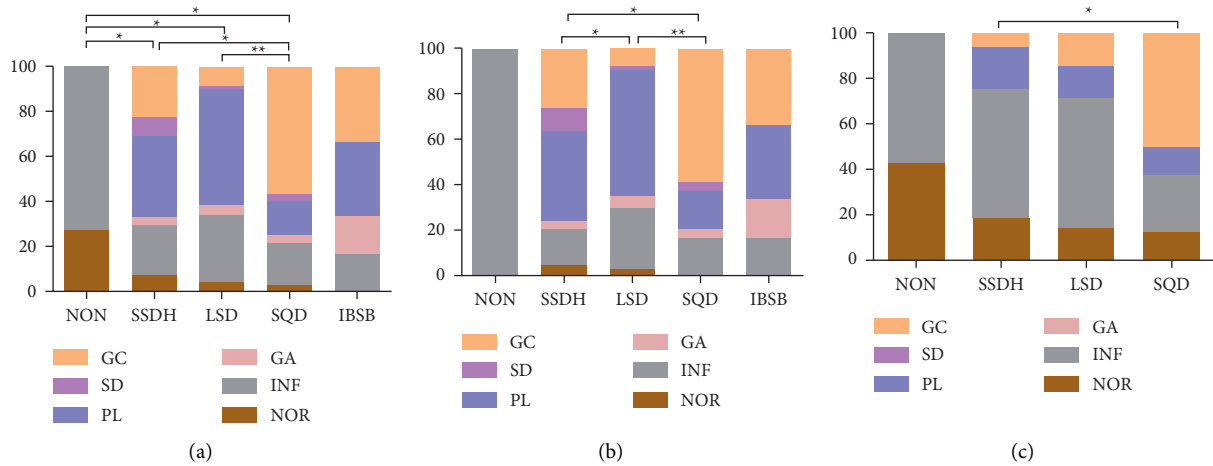 *
*
*
*
**
100
80
60
40
20
0
NON SSDH LSD SQD IBSB
GC GA
SD INF
PL NOR
(a)
*
*
**
100
80
60
40
20
0
NON SSDH LSD SQD IBSB
GC GA
SD INF
PL NOR
(b)
*
100
80
60
40
20
0
NON SSDH LSD SQD
GC GA
SD INF
PL NOR
(c)